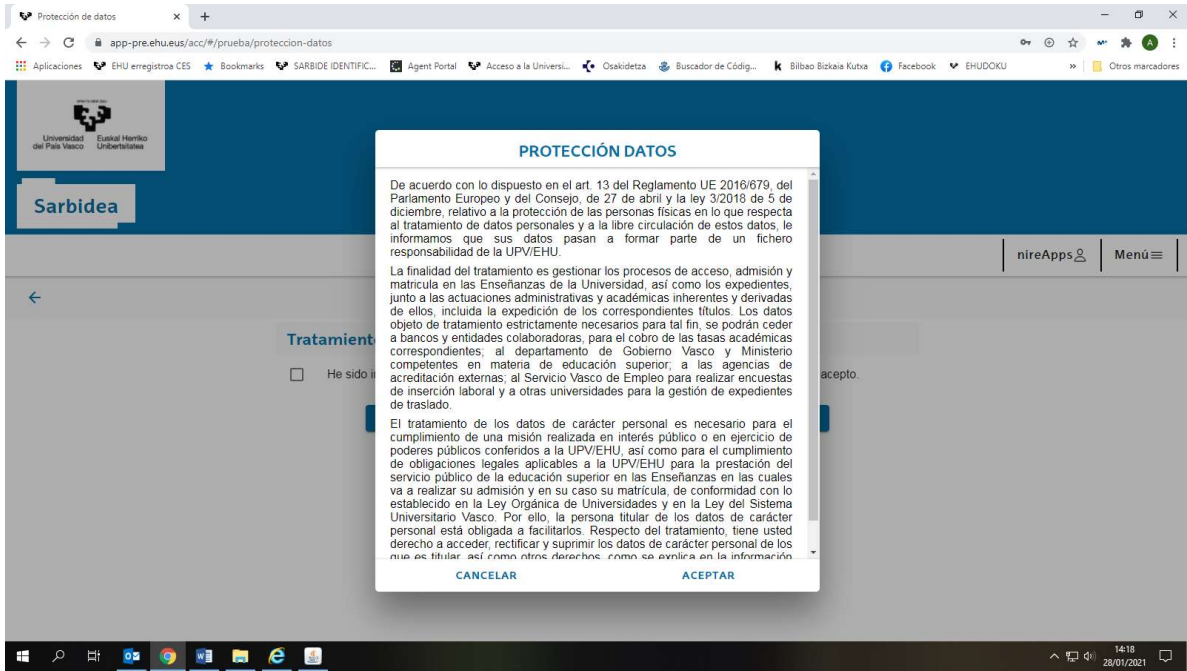 Protección de datos
app-pre.ehu.eus/acc/#/prueba/proteccion-datos
A
Aplicaciones EHU erregistroa CES Bookmarks SARBIDE IDENTIFIC... Agent Portal Acceso a la Universi... Osakidetza Buscador de Códig... Bilbao Bizkaia Kutxa Facebook EHUDOKU » Otros marcadores
Universidad del País Vasco
Euskal Herriko Unibertsitatea
Sarbidea
nireApps
Menú
Tratamient
He sido i
acepto.
PROTECCIÓN DATOS
De acuerdo con lo dispuesto en el art. 13 del Reglamento UE 2016/679, del
Parlamento Europeo y del Consejo, de 27 de abril y la ley 3/2018 de 5 de
diciembre, relativo a la protección de las personas físicas en lo que respecta
al tratamiento de datos personales y a la libre circulación de estos datos, le
informamos que sus datos pasan a formar parte de un fichero
responsabilidad de la UPV/EHU.
La finalidad del tratamiento es gestionar los procesos de acceso, admisión y
matricula en las Enseñanzas de la Universidad, así como los expedientes,
junto a las actuaciones administrativas y académicas inherentes y derivadas
de ellos, incluida la expedición de los correspondientes títulos. Los datos
objeto de tratamiento estrictamente necesarios para tal fin, se podrán ceder
a bancos y entidades colaboradoras, para el cobro de las tasas académicas
correspondientes; al departamento de Gobierno Vasco y Ministerio
competentes en materia de educación superior; a las agencias de
acreditación externas; al Servicio Vasco de Empleo para realizar encuestas
de inserción laboral y a otras universidades para la gestión de expedientes
de traslado.
El tratamiento de los datos de carácter personal es necesario para el
cumplimiento de una misión realizada en interés público o en ejercicio de
poderes públicos conferidos a la UPV/EHU, así como para el cumplimiento
de obligaciones legales aplicables a la UPV/EHU para la prestación del
servicio público de la educación superior en las Enseñanzas en las cuales
va a realizar su admisión y en su caso su matrícula, de conformidad con lo
establecido en la Ley Orgánica de Universidades y en la Ley del Sistema
Universitario Vasco. Por ello, la persona titular de los datos de carácter
personal está obligada a facilitarlos. Respecto del tratamiento, tiene usted
derecho a acceder, rectificar y suprimir los datos de carácter personal de los
que es titular, así como otros derechos, como se explica en la información
CANCELAR
ACEPTAR
14:18
28/01/2021